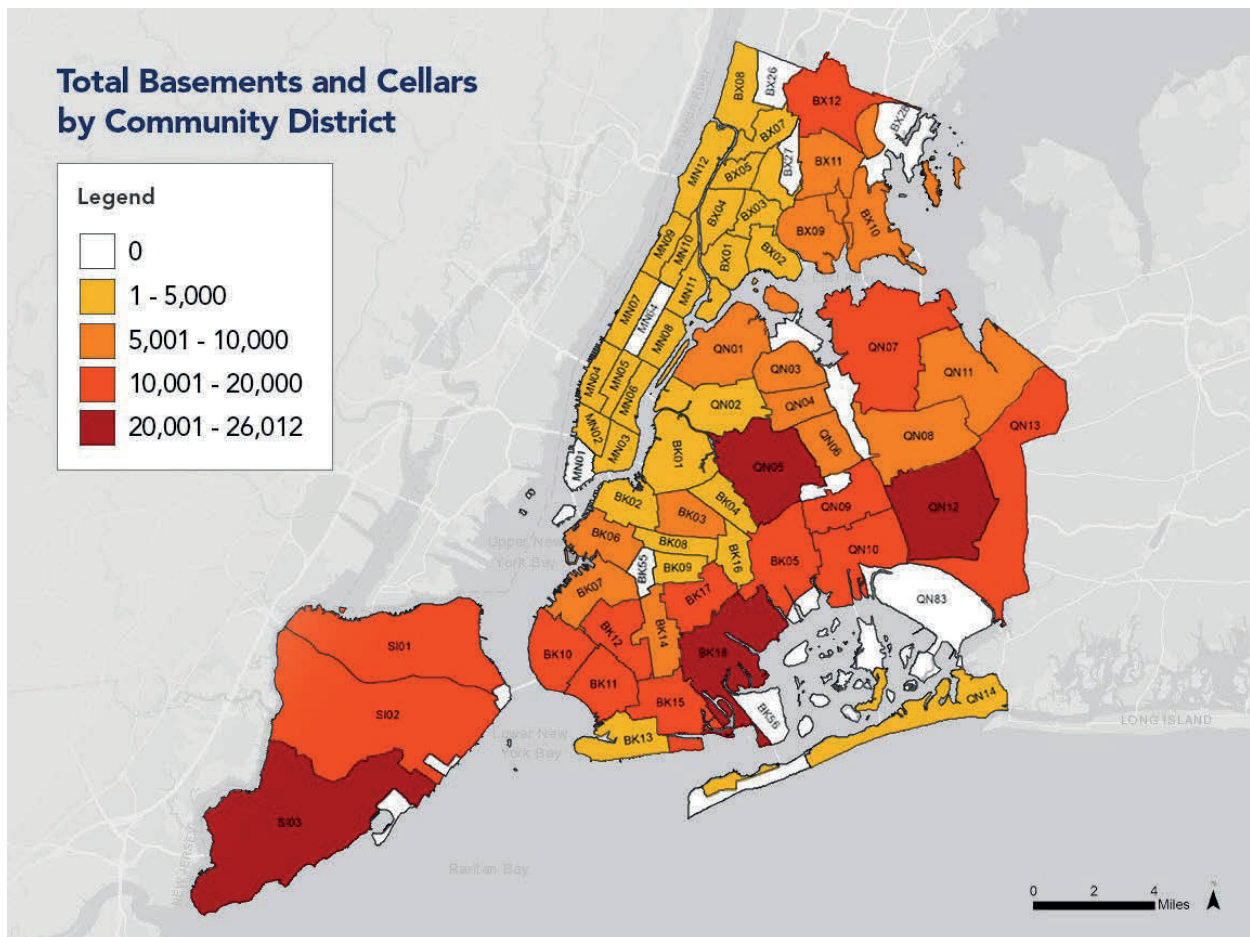 Total Basements and Cellars
by Community District
Legend
0
1 - 5,000
5,001 - 10,000
10,001 - 20,000
20,001 - 26,012
BX08
BX26
BX12
BX28
BX07
BX27
BX11
MN12
BX05
BX04
BX03
BX09
BX10
MN09
MN10
BX01
BX02
MN11
MN07
MN64
MN08
MN04
MN05
MN06
MN02
MN03
MN01
QN01
QN03
QN07
QN11
QN02
QN04
QN13
QN06
QN08
BK01
QN05
QN12
BK02
BK04
BK03
QN09
BK06
BK08
BK05
QN10
BK55
BK09
BK16
BK07
BK17
QN83
BK12
BK14
BK18
BK10
BK11
BK15
BK56
QN14
BK13
SI01
SI02
SI03
Upper New
York Bay
Lower New
York Bay
Raritan Bay
NEW JERSEY
LONG ISLAND
0 2 4
Miles
N